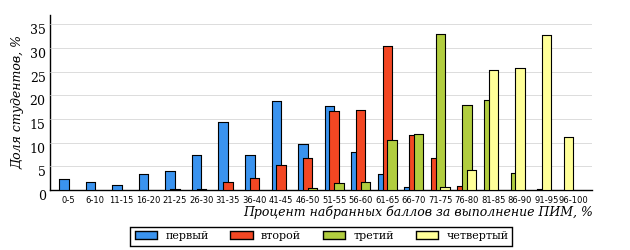 Доля студентов, %
35
30
25
20
15
10
5
0
0-5 6-10 11-15 16-20 21-25 26-30 31-35 36-40 41-45 46-50 51-55 56-60 61-65 66-70 71-75 76-80 81-85 86-90 91-95 96-100
Процент набранных баллов за выполнение ПИМ, %
первый второй третий четвертый